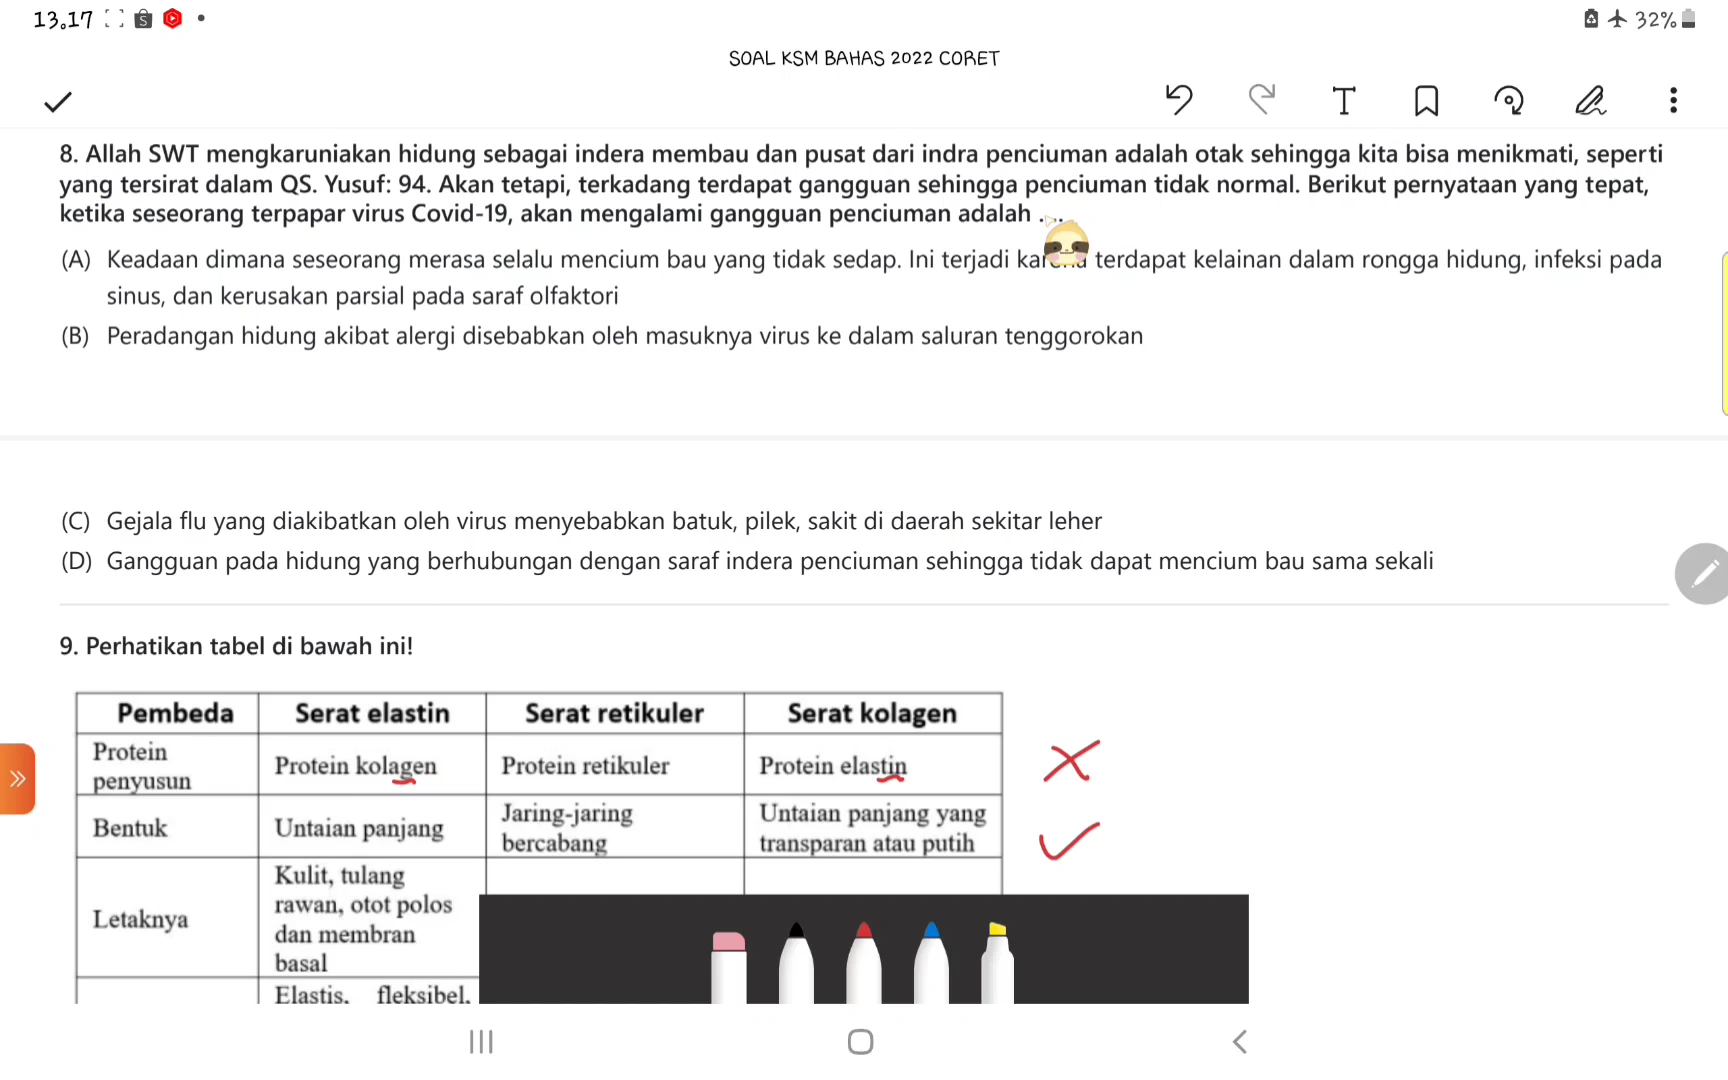 13.17
32%
SOAL KSM BAHAS 2022 CORET
8. Allah SWT mengkaruniakan hidung sebagai indera membau dan pusat dari indra penciuman adalah otak sehingga kita bisa menikmati, seperti
yang tersirat dalam QS. Yusuf: 94. Akan tetapi, terkadang terdapat gangguan sehingga penciuman tidak normal. Berikut pernyataan yang tepat,
ketika seseorang terpapar virus Covid-19, akan mengalami gangguan penciuman adalah ....
(A) Keadaan dimana seseorang merasa selalu mencium bau yang tidak sedap. Ini terjadi karena terdapat kelainan dalam rongga hidung, infeksi pada
sinus, dan kerusakan parsial pada saraf olfaktori
(B) Peradangan hidung akibat alergi disebabkan oleh masuknya virus ke dalam saluran tenggorokan
(C) Gejala flu yang diakibatkan oleh virus menyebabkan batuk, pilek, sakit di daerah sekitar leher
(D) Gangguan pada hidung yang berhubungan dengan saraf indera penciuman sehingga tidak dapat mencium bau sama sekali
9. Perhatikan tabel di bawah ini!
Pembeda Serat elastin Serat retikuler Serat kolagen
Protein
penyusun
Protein kolagen
Protein retikuler
Protein elastin
Bentuk
Untaian panjang
Jaring-jaring
bercabang
Untaian panjang yang
transparan atau putih
Letaknya
Kulit, tulang
rawan, otot polos
dan membran
basal
Elastis, fleksibel,